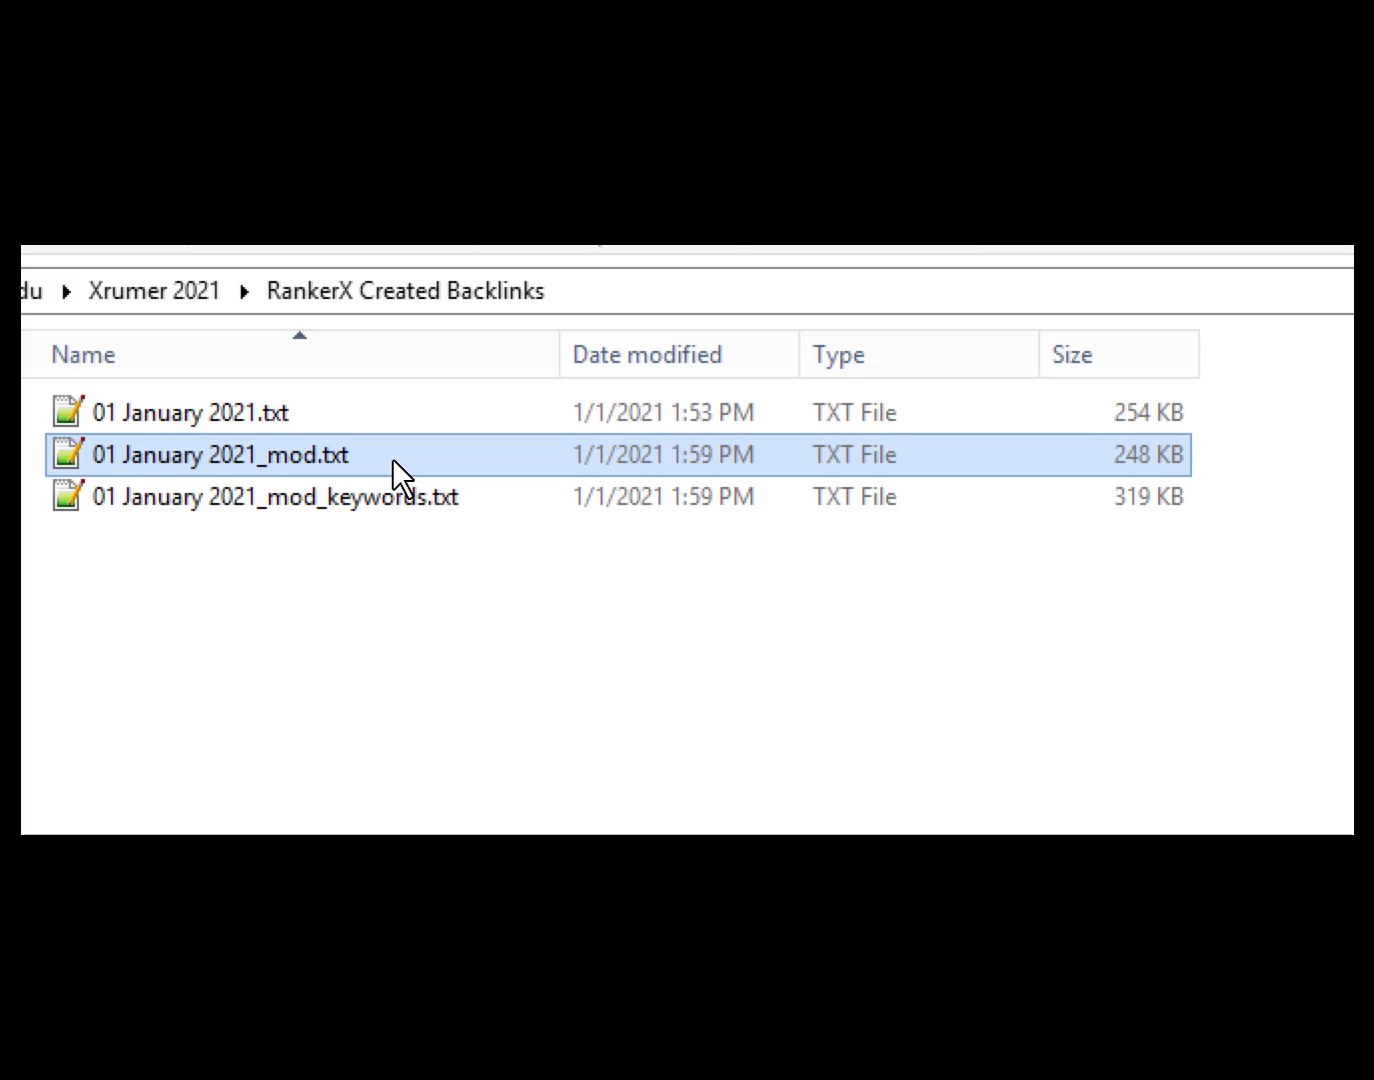 du Xrumer 2021 RankerX Created Backlinks
Name Date modified Type Size
01 January 2021.txt 1/1/2021 1:53 PM TXT File 254 KB
01 January 2021_mod.txt 1/1/2021 1:59 PM TXT File 248 KB
01 January 2021_mod_keywords.txt 1/1/2021 1:59 PM TXT File 319 KB